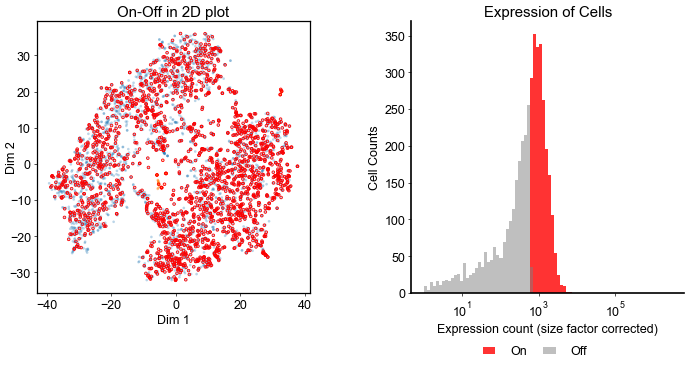 On-Off in 2D plot
Dim 2
30
20
10
0
−10
−20
−30
−40
−20
0
20
40
Dim 1
Expression of Cells
Cell Counts
350
300
250
200
150
100
50
0
10^1
10^3
10^5
Expression count (size factor corrected)
On
Off